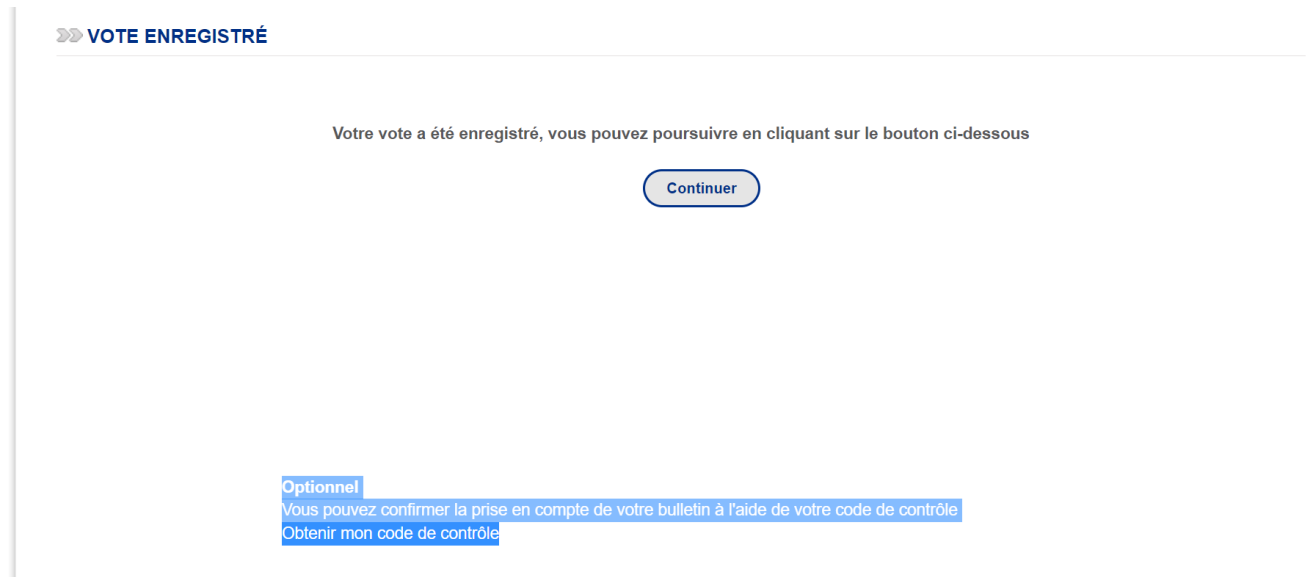 VOTE ENREGISTRÉ
Votre vote a été enregistré, vous pouvez poursuivre en cliquant sur le bouton ci-dessous
Continuer
Optionnel
Vous pouvez confirmer la prise en compte de votre bulletin à l'aide de votre code de contrôle
Obtenir mon code de contrôle